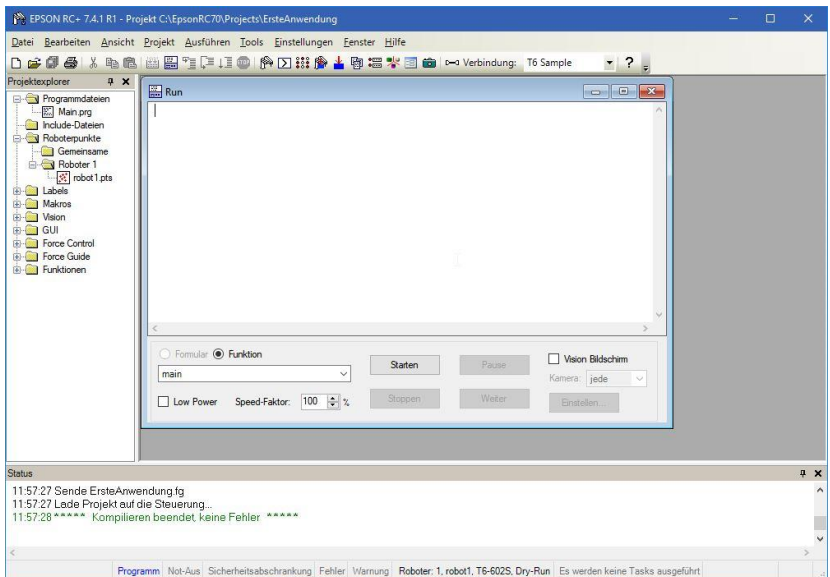 EPSON RC+ 7.4.1 R1 - Projekt C:\EpsonRC70\Projects\ErsteAnwendung
Datei Bearbeiten Ansicht Projekt Ausführen Tools Einstellungen Fenster Hilfe
Verbindung: T6 Sample
Projektexplorer
Programmdateien
Main.prg
Include-Dateien
Roboterpunkte
Gemeinsame
Roboter 1
robot1.pts
Labels
Makros
Vision
GUI
Force Control
Force Guide
Funktionen
Run
Formular Funktion
main
Low Power Speed-Faktor: 100 %
Starten Pause
Stoppen Weiter
Vision Bildschirm
Kamera: jede
Einstellen...
Status
11:57:27 Sende ErsteAnwendung.fg
11:57:27 Lade Projekt auf die Steuerung...
11:57:28 ***** Kompilieren beendet, keine Fehler *****
Programm Not-Aus Sicherheitsabschrankung Fehler Warnung Roboter: 1, robot1, T6-602S, Dry-Run Es werden keine Tasks ausgeführt